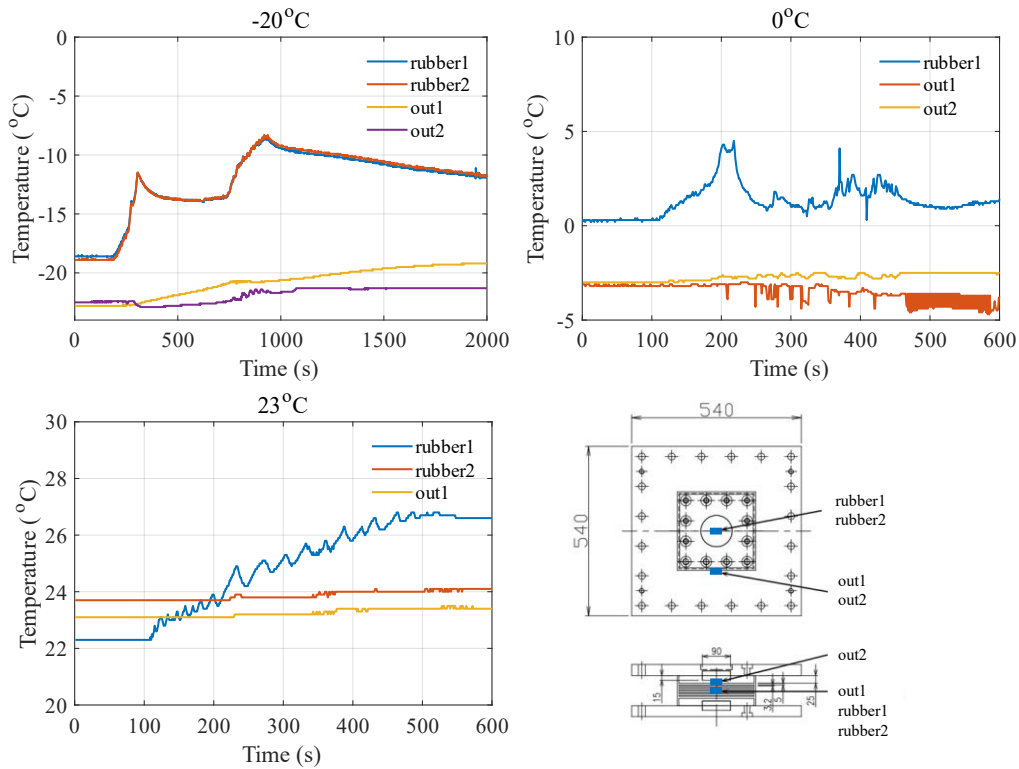 -20°C
0
-5
-10
-15
-20
Temperature ( °C)
0
500
1000
1500
2000
Time (s)
rubber1
rubber2
out1
out2
0°C
10
5
0
-5
Temperature ( °C)
0
100
200
300
400
500
600
Time (s)
rubber1
out1
out2
23°C
30
28
26
24
22
20
Temperature ( °C)
0
100
200
300
400
500
600
Time (s)
rubber1
rubber2
out1
540
540
rubber1
rubber2
out1
out2
90
15
3.2
5
25
out2
out1
rubber1
rubber2